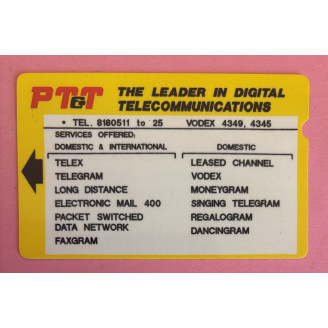 PT&T THE LEADER IN DIGITAL
TELECOMMUNICATIONS
• TEL. 8180511 to 25 VODEX 4349, 4345
SERVICES OFFERED:
DOMESTIC & INTERNATIONAL DOMESTIC
TELEX LEASED CHANNEL
TELEGRAM VODEX
LONG DISTANCE MONEYGRAM
ELECTRONIC MAIL 400 SINGING TELEGRAM
PACKET SWITCHED REGALOGRAM
DATA NETWORK DANCINGRAM
FAXGRAM